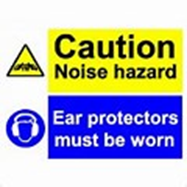 Caution
Noise hazard
Ear protectors
must be worn